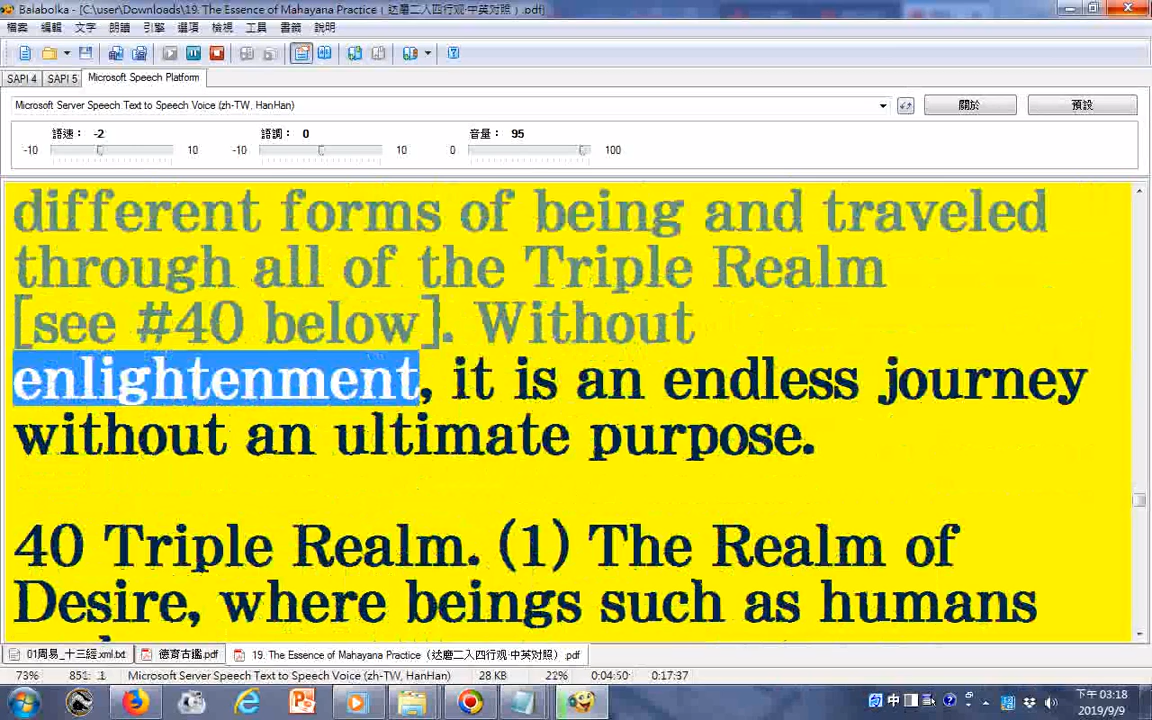 Balabolka - [C:\user\Downloads\19. The Essence of Mahayana Practice（达磨二入四行观·中英对照）.pdf]
檔案 編輯 文字 朗讀 引擎 選項 檢視 工具 書籤 說明
SAPI 4 SAPI 5 Microsoft Speech Platform
Microsoft Server Speech Text to Speech Voice (zh-TW, HanHan) 關於 預設
語速： -2 語調： 0 音量： 95
-10 10 -10 10 0 100
different forms of being and traveled
through all of the Triple Realm
[see #40 below]. Without
enlightenment, it is an endless journey
without an ultimate purpose.
40 Triple Realm. (1) The Realm of
Desire, where beings such as humans
01周易_十三經.xml.txt 德育古鑑.pdf 19. The Essence of Mahayana Practice（达磨二入四行观·中英对照）.pdf
73% 851: 1 Microsoft Server Speech Text to Speech Voice (zh-TW, HanHan) 28 KB 22% 0:04:50 0:17:37
中 下午 03:18
2019/9/9